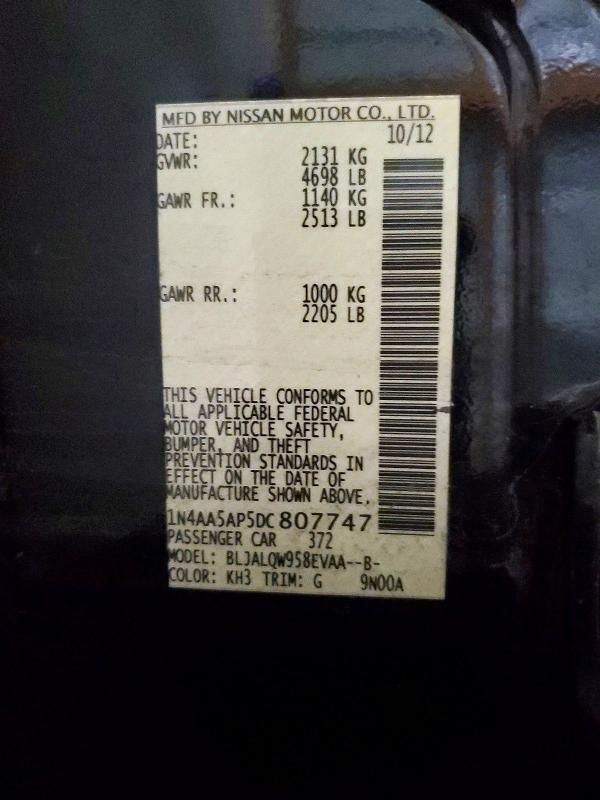 MFD BY NISSAN MOTOR CO., LTD.
DATE: 10/12
GVWR: 2131 KG
4698 LB
GAWR FR.: 1140 KG
2513 LB
GAWR RR.: 1000 KG
2205 LB
THIS VEHICLE CONFORMS TO
ALL APPLICABLE FEDERAL
MOTOR VEHICLE SAFETY,
BUMPER, AND THEFT
PREVENTION STANDARDS IN
EFFECT ON THE DATE OF
MANUFACTURE SHOWN ABOVE.
1N4AA5AP5DC807747
PASSENGER CAR 372
MODEL: BLJALQW958EVAA--B-
COLOR: KH3 TRIM: G 9N00A